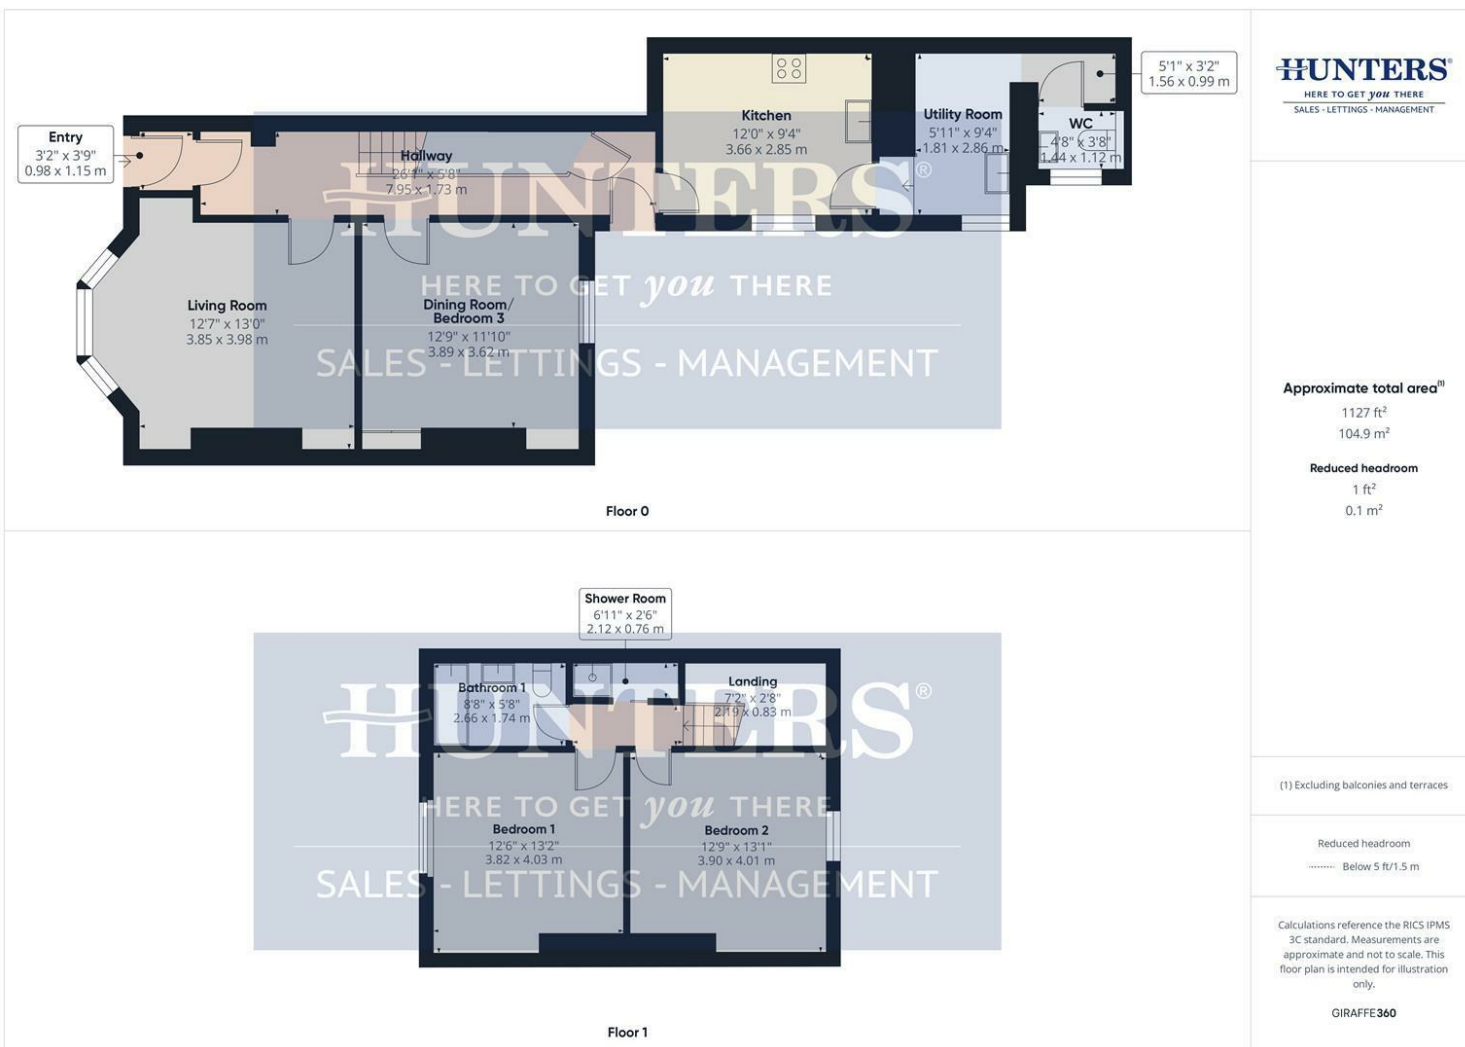 Entry
3'2" x 3'9"
0.98 x 1.15 m
Hallway
26'1" x 5'8"
7.95 x 1.73 m
Kitchen
12'0" x 9'4"
3.66 x 2.85 m
Utility Room
5'11" x 9'4"
1.81 x 2.86 m
WC
4'8" x 3'8"
1.44 x 1.12 m
5'1" x 3'2"
1.56 x 0.99 m
Living Room
12'7" x 13'0"
3.85 x 3.98 m
Dining Room/
Bedroom 3
12'9" x 11'10"
3.89 x 3.62 m
HUNTERS®
HERE TO GET you THERE
SALES - LETTINGS - MANAGEMENT
Floor 0
Shower Room
6'11" x 2'6"
2.12 x 0.76 m
Bathroom 1
8'8" x 5'8"
2.66 x 1.74 m
Landing
7'2" x 2'8"
2.19 x 0.83 m
Bedroom 1
12'6" x 13'2"
3.82 x 4.03 m
Bedroom 2
12'9" x 13'1"
3.90 x 4.01 m
HUNTERS®
HERE TO GET you THERE
SALES - LETTINGS - MANAGEMENT
Floor 1
HUNTERS®
HERE TO GET you THERE
SALES - LETTINGS - MANAGEMENT
Approximate total area⁽¹⁾
1127 ft²
104.9 m²
Reduced headroom
1 ft²
0.1 m²
(1) Excluding balconies and terraces
Reduced headroom
Below 5 ft/1.5 m
Calculations reference the RICS IPMS
3C standard. Measurements are
approximate and not to scale. This
floor plan is intended for illustration
only.
GIRAFFE360